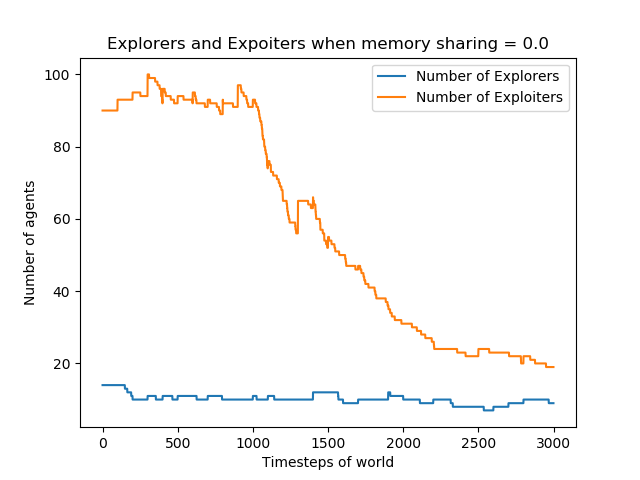 Explorers and Expoiters when memory sharing = 0.0
Number of Explorers
Number of Exploiters
100
80
60
40
20
Number of agents
0 500 1000 1500 2000 2500 3000
Timesteps of world